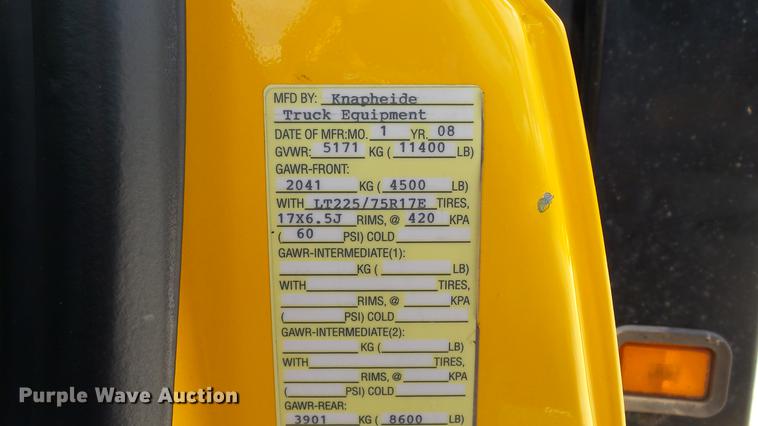 MFD BY: Knapheide
Truck Equipment
DATE OF MFR:MO. 1 YR. 08
GVWR: 5171 KG ( 11400 LB)
GAWR-FRONT:
2041 KG ( 4500 LB)
WITH LT225/75R17E TIRES,
17X6.5J RIMS, @ 420 KPA
( 60 PSI) COLD
GAWR-INTERMEDIATE(1):
KG ( LB)
WITH TIRES,
RIMS, @ KPA
( PSI) COLD
GAWR-INTERMEDIATE(2):
KG ( LB)
WITH TIRES,
RIMS, @ KPA
( PSI) COLD
GAWR-REAR:
3901 KG ( 8600 LB)
Purple Wave Auction